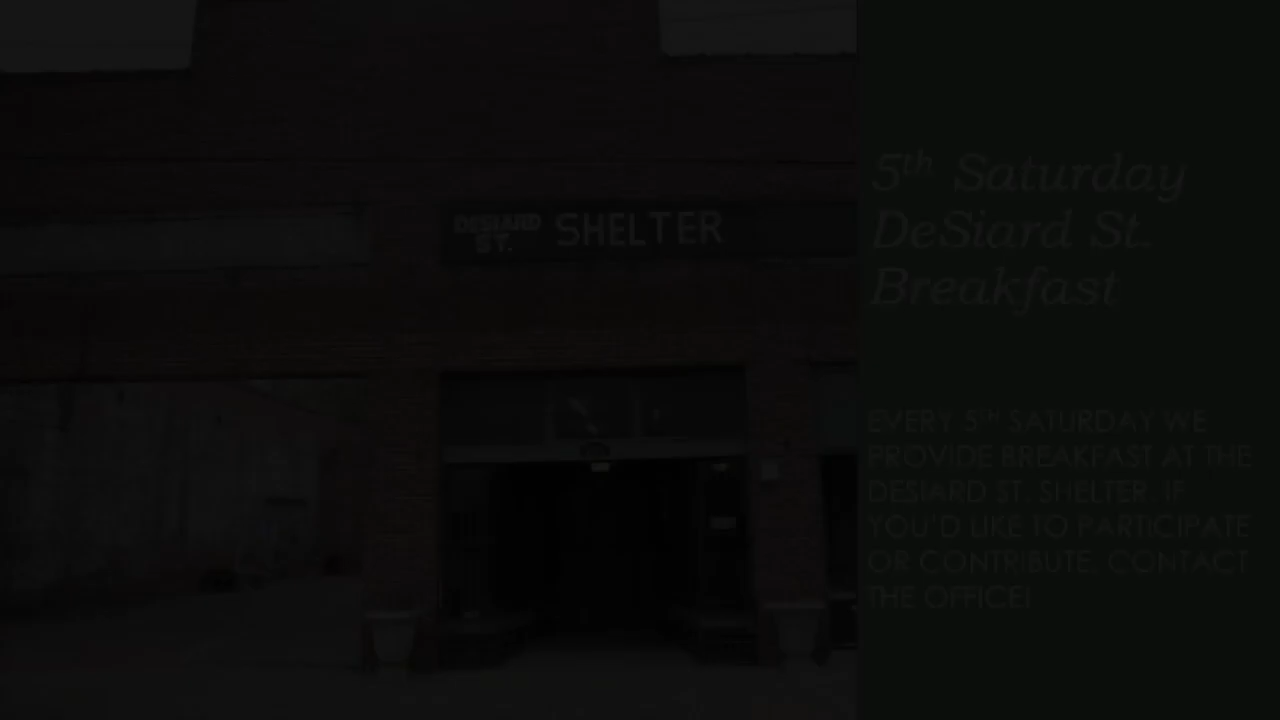 DESIARD
ST. SHELTER
5th Saturday
DeSiard St.
Breakfast
EVERY 5TH SATURDAY WE
PROVIDE BREAKFAST AT THE
DESIARD ST. SHELTER. IF
YOU'D LIKE TO PARTICIPATE
OR CONTRIBUTE, CONTACT
THE OFFICE!